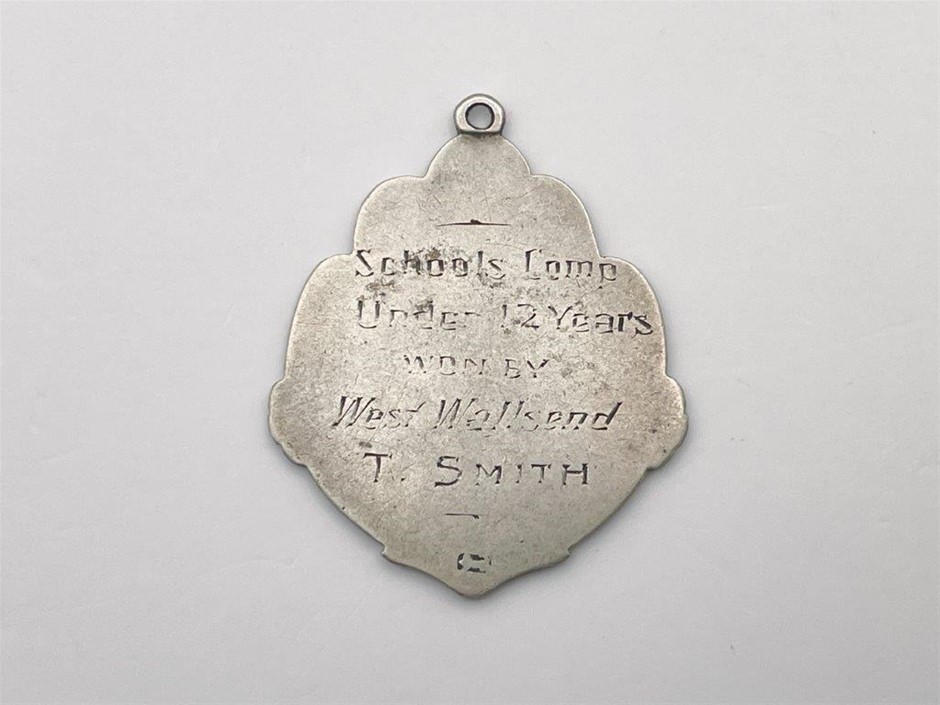 Schools Comp
Under 12 Years
WON BY
West Wallsend
T. SMITH